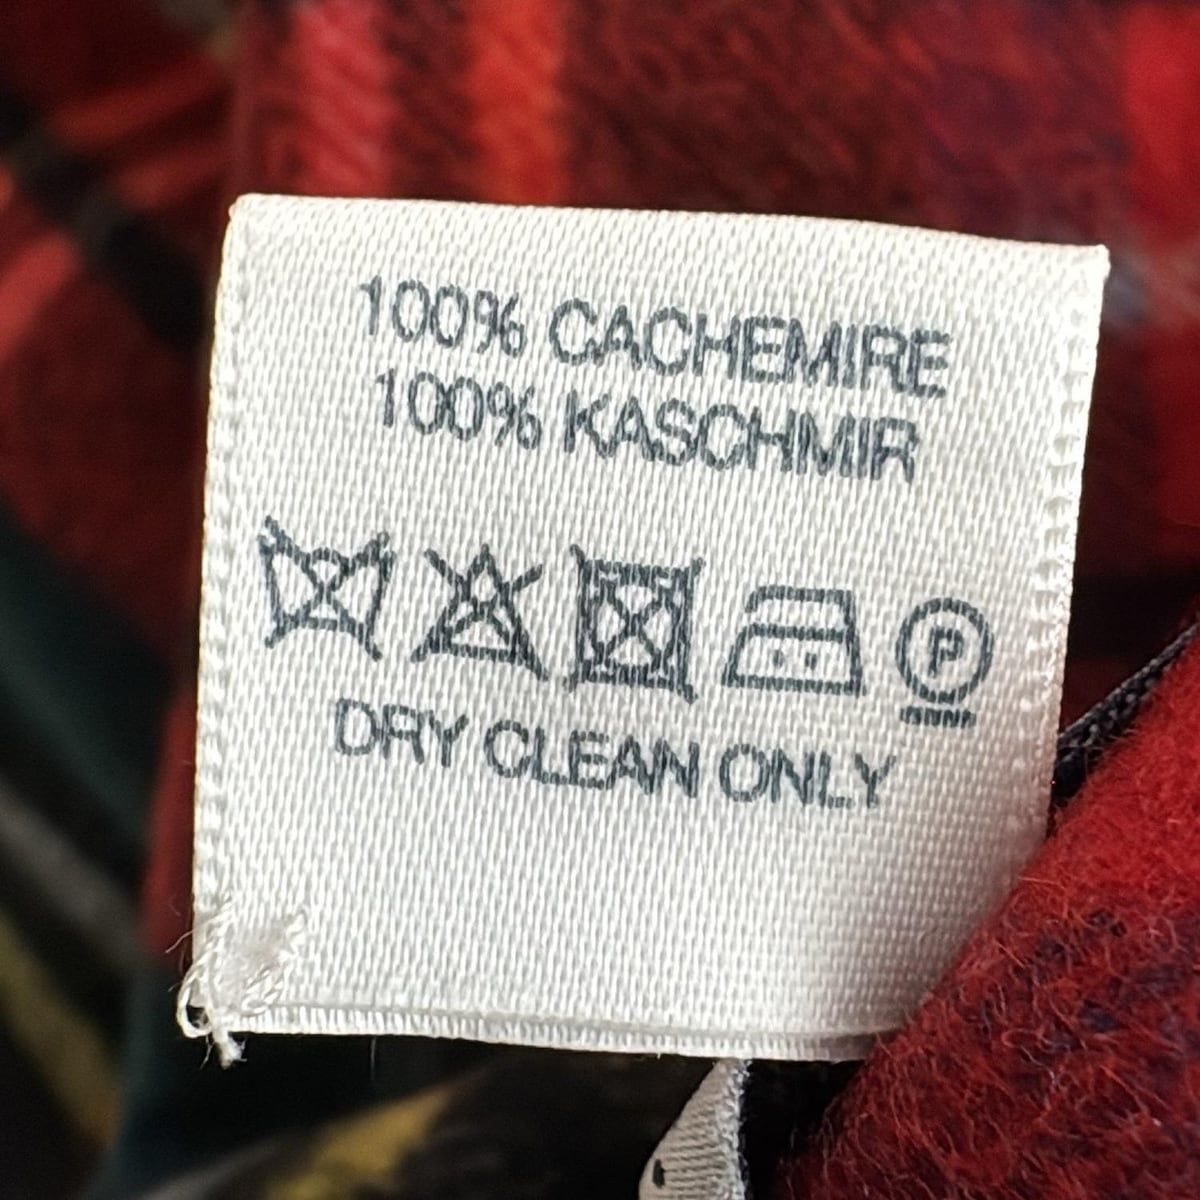 100% CACHEMIRE
100% KASCHMIR
P
DRY CLEAN ONLY